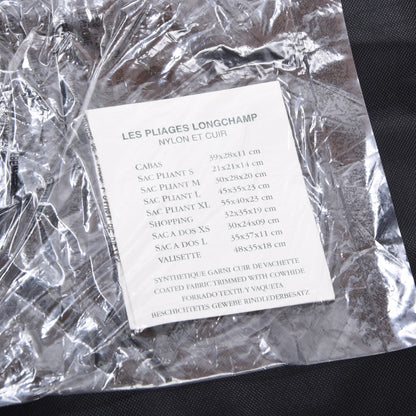 LES PLIAGES LONGCHAMP
NYLON ET CUIR
CABAS 39x28x11 cm
SAC PLIANT S 21x21x14 cm
SAC PLIANT M 30x28x20 cm
SAC PLIANT L 45x35x23 cm
SAC PLIANT XL 55x40x23 cm
SHOPPING 32x35x19 cm
SAC A DOS XS 30x24x09 cm
SAC A DOS L 35x37x11 cm
VALISETTE 48x35x18 cm
SYNTHETIQUE GARNI CUIR DE VACHETTE
COATED FABRIC TRIMMED WITH COWHIDE
FORRADO TEXTIL Y VAQUETA
BESCHICHTETES GEWEBE RINDLEDERBESATZ